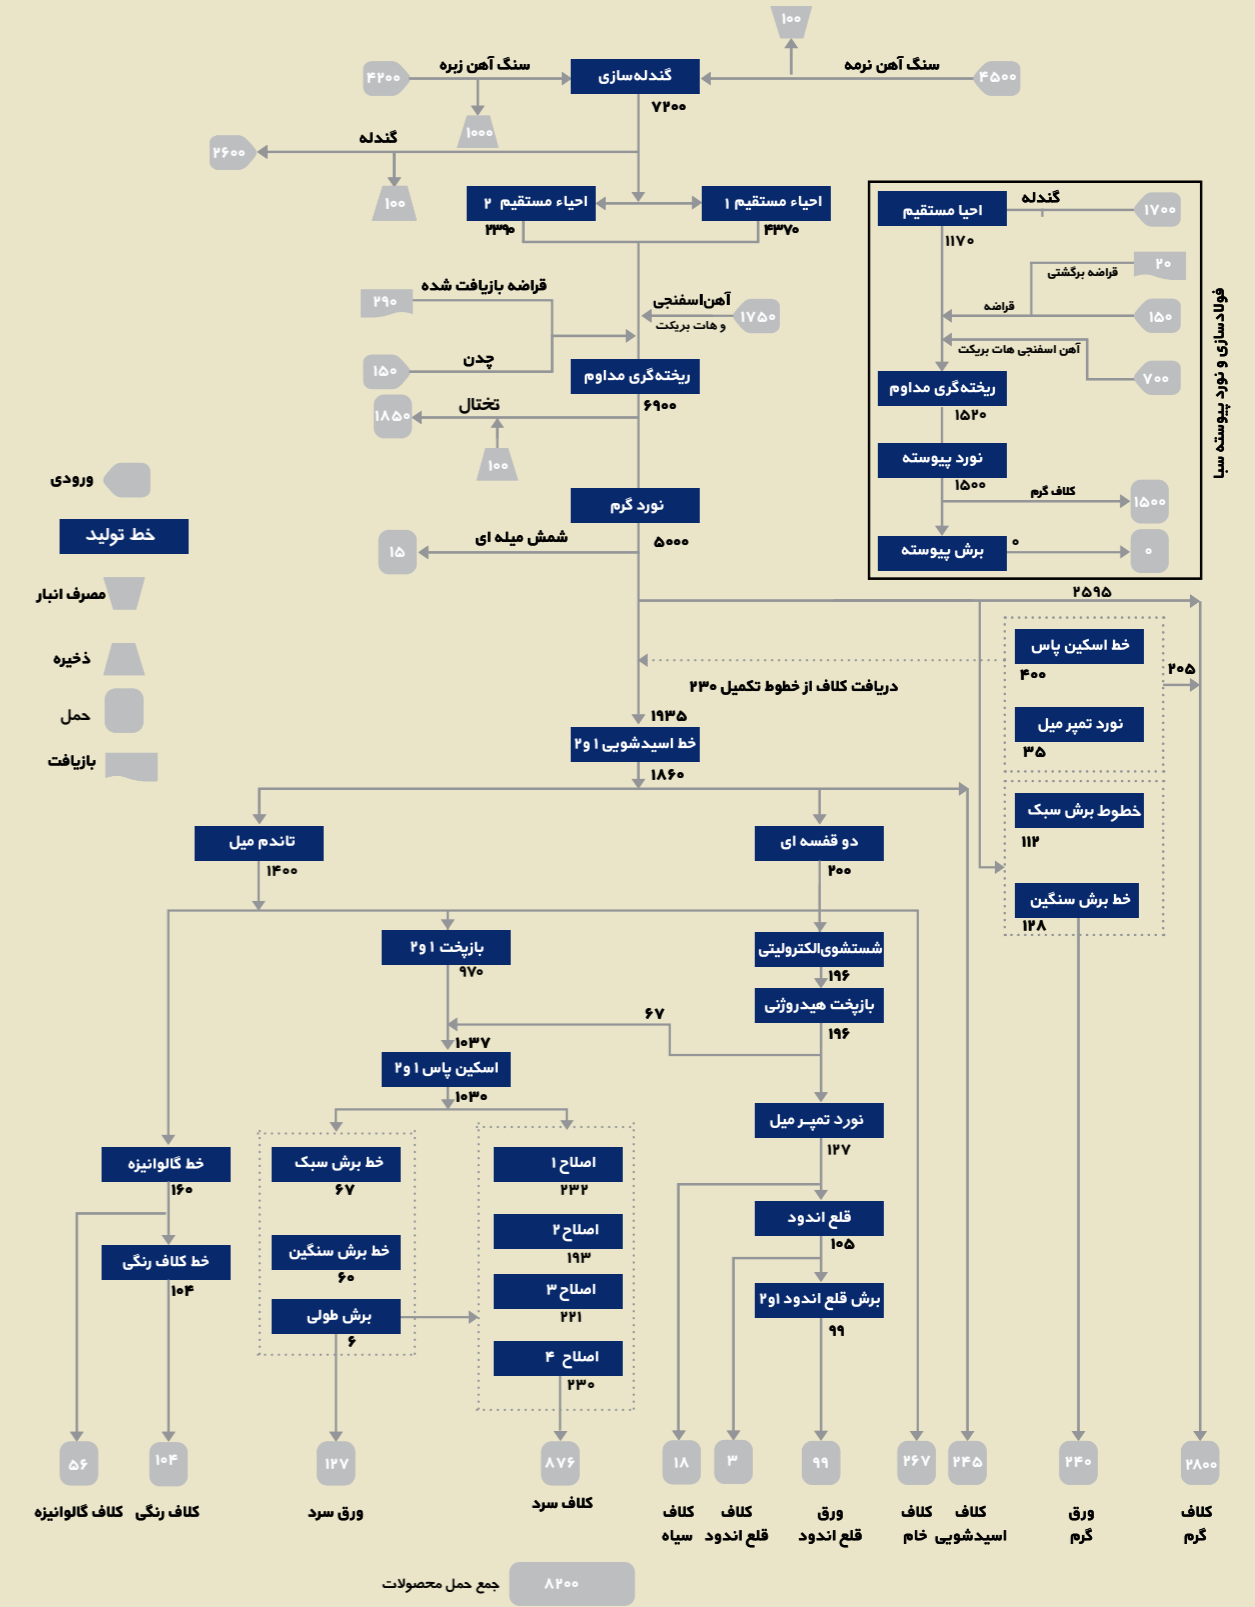 ۱۰۰
سنگ آهن نرمه
۴۵۰۰
سنگ آهن زبره
۴۲۰۰
گندله‌سازی
۷۲۰۰
۱۰۰۰
گندله
۲۶۰۰
۱۰۰
احیاء مستقیم ۱
۴۳۷۰
احیاء مستقیم ۲
۲۳۹۰
قراضه بازیافت شده
۲۹۰
آهن‌اسفنجی
و هات بریکت
۱۷۵۰
چدن
۱۵۰
ریخته‌گری مداوم
۶۹۰۰
تختال
۱۸۵۰
۱۰۰
نورد گرم
۵۰۰۰
شمش میله ای
۱۵
فولادسازی و نورد پیوسته سبا
احیا مستقیم
۱۱۷۰
گندله
۱۷۰۰
۲۰
قراضه برگشتی
قراضه
۱۵۰
آهن اسفنجی هات بریکت
۷۰۰
ریخته‌گری مداوم
۱۵۲۰
نورد پیوسته
۱۵۰۰
کلاف گرم
۱۵۰۰
برش پیوسته
۰
۰
ورودی
خط تولید
مصرف انبار
ذخیره
حمل
بازیافت
۲۵۹۵
خط اسکین پاس
۴۰۰
۲۰۵
نورد تمپر میل
۳۵
خطوط برش سبک
۱۱۲
خط برش سنگین
۱۲۸
دریافت کلاف از خطوط تکمیل ۲۳۰
۱۹۳۵
خط اسیدشویی ۱ و۲
۱۸۶۰
تاندم میل
۱۴۰۰
دو قفسه ای
۲۰۰
بازپخت ۱ و۲
۹۷۰
شستشوی‌الکترولیتی
۱۹۶
بازپخت هیدروژنی
۱۹۶
۶۷
۱۰۳۷
اسکین پاس ۱ و۲
۱۰۳۰
نورد تمپـر میل
۱۲۷
خط گالوانیزه
۱۶۰
خط کلاف رنگی
۱۰۴
خط برش سبک
۶۷
خط برش سنگین
۶۰
برش طولی
۶
اصلاح ۱
۲۳۲
اصلاح ۲
۱۹۳
اصلاح ۳
۲۲۱
اصلاح ۴
۲۳۰
قلع اندود
۱۰۵
برش قلع اندود ۱و۲
۹۹
۲۸۰۰
کلاف
گرم
۲۴۰
ورق
گرم
۲۴۵
کلاف
اسیدشویی
۲۶۷
کلاف
خام
۹۹
ورق
قلع اندود
۳
کلاف
قلع اندود
۱۸
کلاف
سیاه
۸۷۶
کلاف سرد
۱۲۷
ورق سرد
۱۰۴
کلاف رنگی
۵۶
کلاف گالوانیزه
جمع حمل محصولات
۸۲۰۰